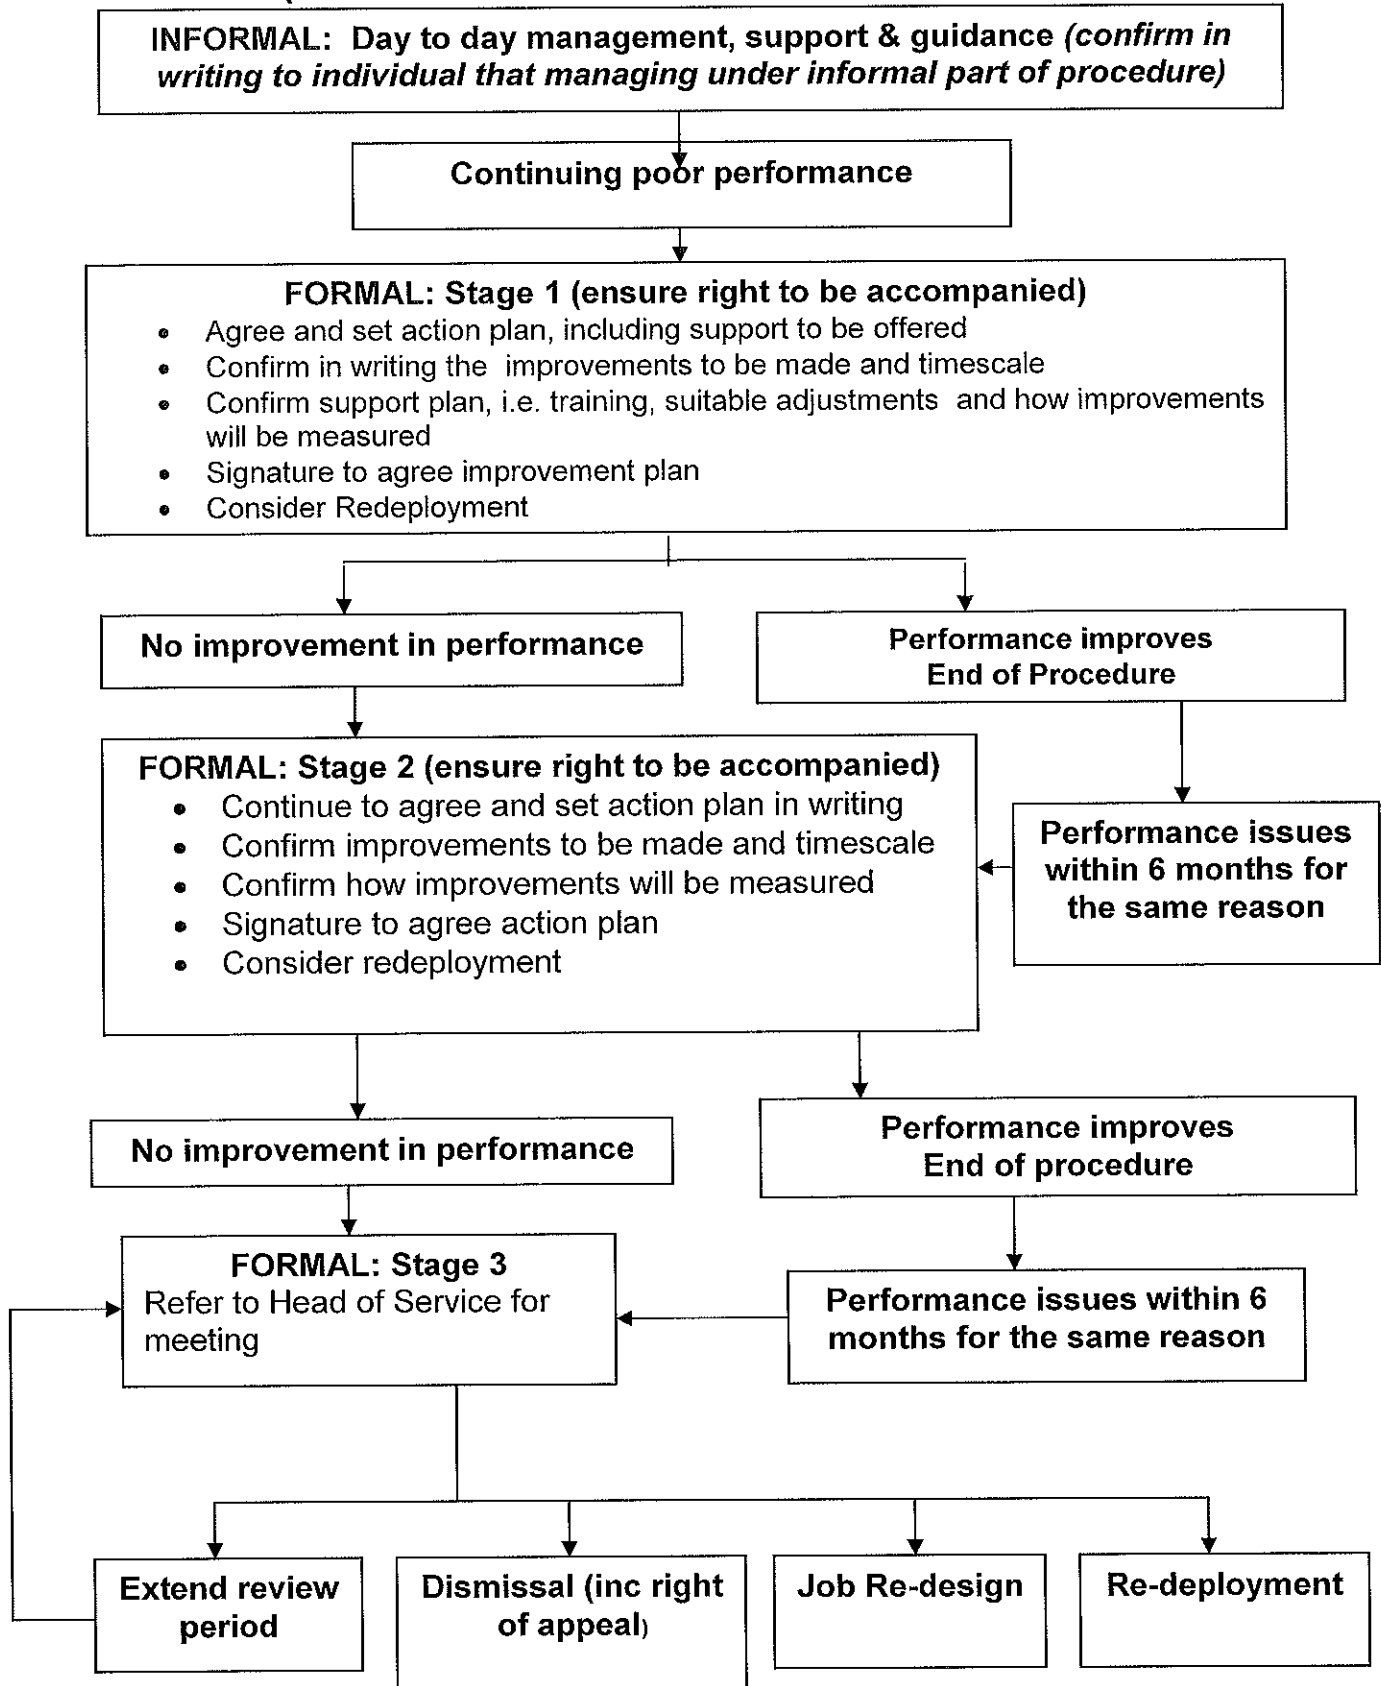 INFORMAL: Day to day management, support & guidance (confirm in
writing to individual that managing under informal part of procedure)
Continuing poor performance
FORMAL: Stage 1 (ensure right to be accompanied)
• Agree and set action plan, including support to be offered
• Confirm in writing the improvements to be made and timescale
• Confirm support plan, i.e. training, suitable adjustments and how improvements
will be measured
• Signature to agree improvement plan
• Consider Redeployment
No improvement in performance
Performance improves
End of Procedure
FORMAL: Stage 2 (ensure right to be accompanied)
• Continue to agree and set action plan in writing
• Confirm improvements to be made and timescale
• Confirm how improvements will be measured
• Signature to agree action plan
• Consider redeployment
Performance issues
within 6 months for
the same reason
No improvement in performance
Performance improves
End of procedure
FORMAL: Stage 3
Refer to Head of Service for
meeting
Performance issues within 6
months for the same reason
Extend review
period
Dismissal (inc right
of appeal)
Job Re-design
Re-deployment